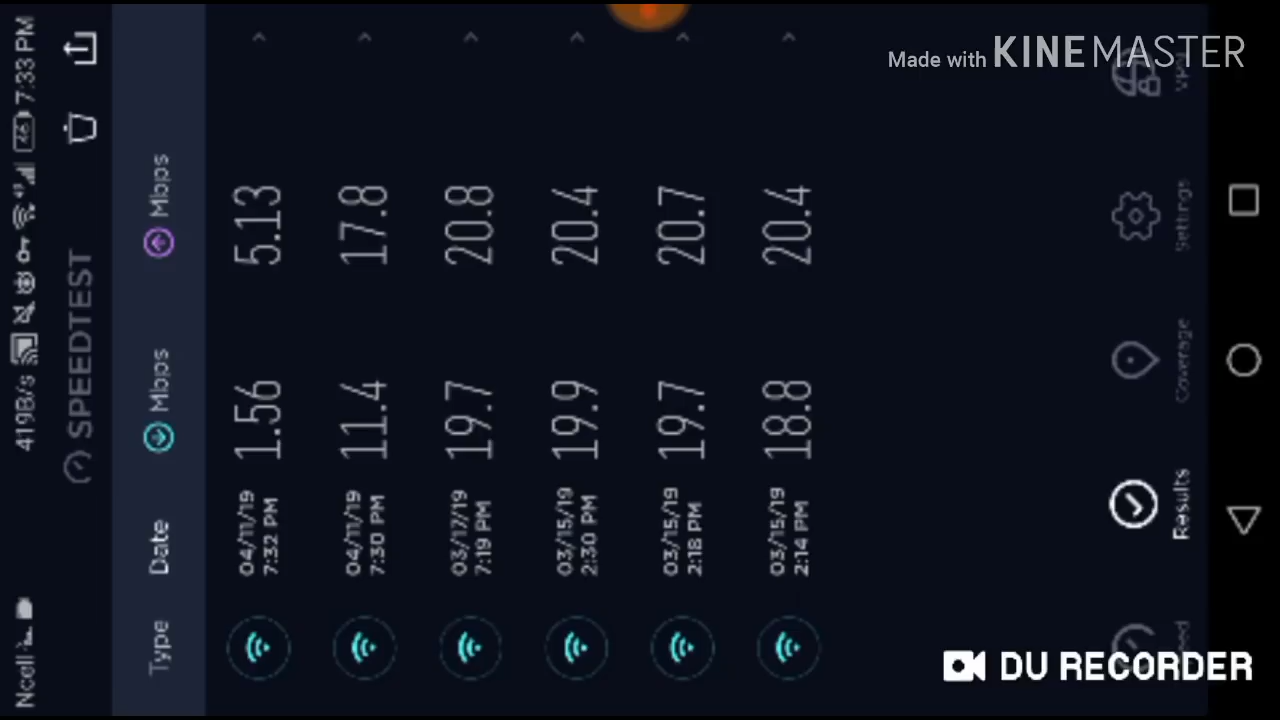 Ncell 419B/s 4G 46 7:33 PM
SPEEDTEST
Type Date Mbps Mbps
04/11/19 1.56 5.13
7:32 PM
04/11/19 11.4 17.8
7:30 PM
03/17/19 19.7 20.8
7:19 PM
03/15/19 19.9 20.4
2:30 PM
03/15/19 19.7 20.7
2:18 PM
03/15/19 18.8 20.4
2:14 PM
Results Coverage Settings VPN
Made with KINEMASTER
DU RECORDER